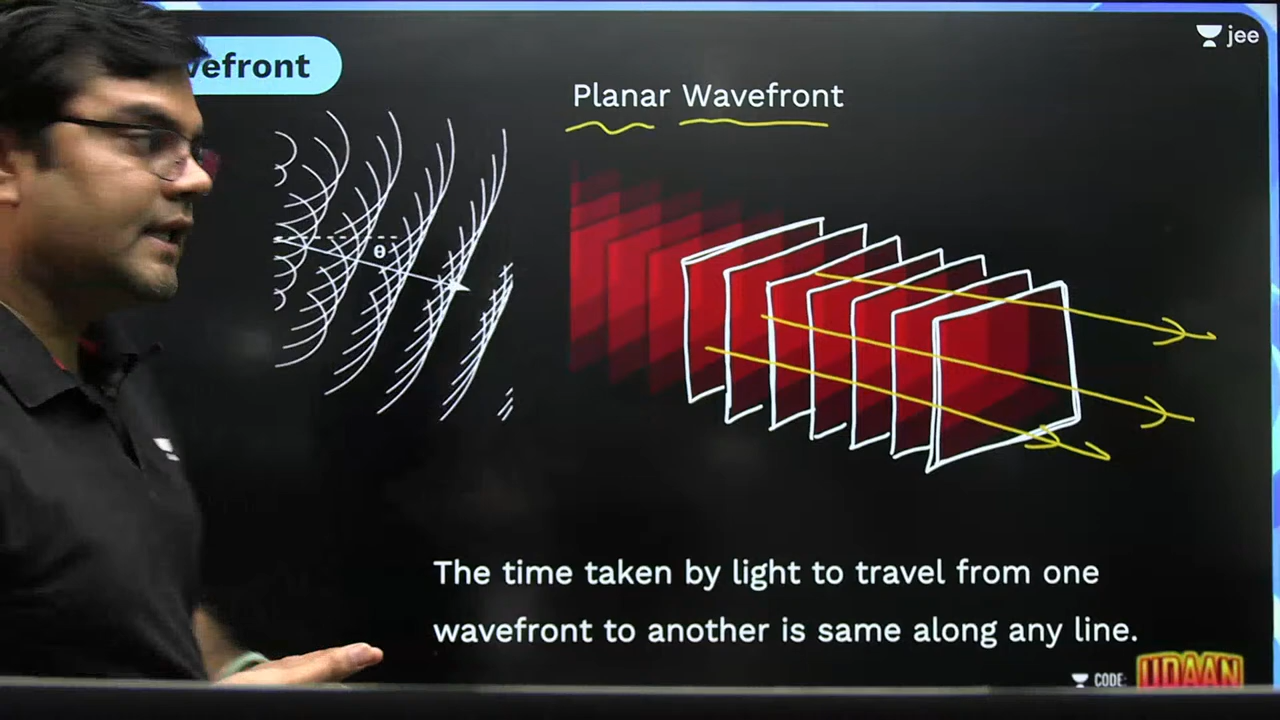 vefront
jee
Planar Wavefront
θ
The time taken by light to travel from one
wavefront to another is same along any line.
CODE: UDAAN